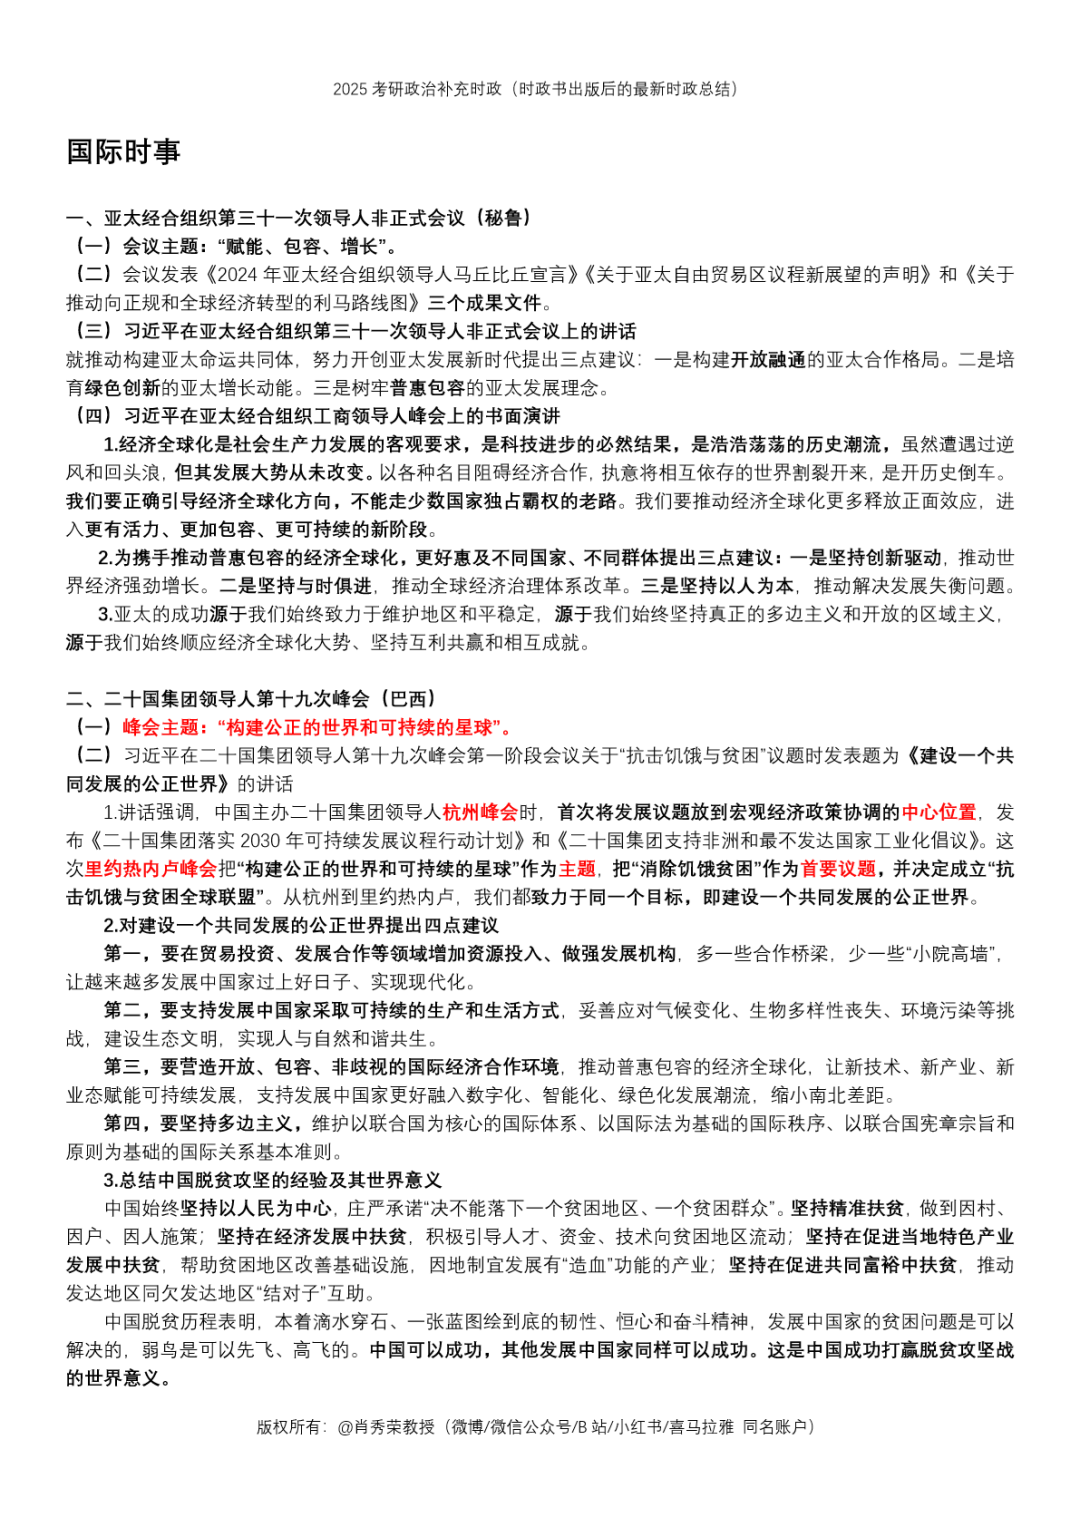 2025 考研政治补充时政（时政书出版后的最新时政总结）
国际时事
一、亚太经合组织第三十一次领导人非正式会议（秘鲁）
（一）会议主题：“赋能、包容、增长”。
（二）会议发表《2024 年亚太经合组织领导人马丘比丘宣言》《关于亚太自由贸易区议程新展望的声明》和《关于
推动向正规和全球经济转型的利马路线图》三个成果文件。
（三）习近平在亚太经合组织第三十一次领导人非正式会议上的讲话
就推动构建亚太命运共同体，努力开创亚太发展新时代提出三点建议：一是构建开放融通的亚太合作格局。二是培
育绿色创新的亚太增长动能。三是树牢普惠包容的亚太发展理念。
（四）习近平在亚太经合组织工商领导人峰会上的书面演讲
1.经济全球化是社会生产力发展的客观要求，是科技进步的必然结果，是浩浩荡荡的历史潮流，虽然遭遇过逆
风和回头浪，但其发展大势从未改变。以各种名目阻碍经济合作，执意将相互依存的世界割裂开来，是开历史倒车。
我们要正确引导经济全球化方向，不能走少数国家独占霸权的老路。我们要推动经济全球化更多释放正面效应，进
入更有活力、更加包容、更可持续的新阶段。
2.为携手推动普惠包容的经济全球化，更好惠及不同国家、不同群体提出三点建议：一是坚持创新驱动，推动世
界经济强劲增长。二是坚持与时俱进，推动全球经济治理体系改革。三是坚持以人为本，推动解决发展失衡问题。
3.亚太的成功源于我们始终致力于维护地区和平稳定，源于我们始终坚持真正的多边主义和开放的区域主义，
源于我们始终顺应经济全球化大势、坚持互利共赢和相互成就。
二、二十国集团领导人第十九次峰会（巴西）
（一）峰会主题：“构建公正的世界和可持续的星球”。
（二）习近平在二十国集团领导人第十九次峰会第一阶段会议关于“抗击饥饿与贫困”议题时发表题为《建设一个共
同发展的公正世界》的讲话
1.讲话强调，中国主办二十国集团领导人杭州峰会时，首次将发展议题放到宏观经济政策协调的中心位置，发
布《二十国集团落实 2030 年可持续发展议程行动计划》和《二十国集团支持非洲和最不发达国家工业化倡议》。这
次里约热内卢峰会把“构建公正的世界和可持续的星球”作为主题，把“消除饥饿贫困”作为首要议题，并决定成立“抗
击饥饿与贫困全球联盟”。从杭州到里约热内卢，我们都致力于同一个目标，即建设一个共同发展的公正世界。
2.对建设一个共同发展的公正世界提出四点建议
第一，要在贸易投资、发展合作等领域增加资源投入、做强发展机构，多一些合作桥梁，少一些“小院高墙”，
让越来越多发展中国家过上好日子、实现现代化。
第二，要支持发展中国家采取可持续的生产和生活方式，妥善应对气候变化、生物多样性丧失、环境污染等挑
战，建设生态文明，实现人与自然和谐共生。
第三，要营造开放、包容、非歧视的国际经济合作环境，推动普惠包容的经济全球化，让新技术、新产业、新
业态赋能可持续发展，支持发展中国家更好融入数字化、智能化、绿色化发展潮流，缩小南北差距。
第四，要坚持多边主义，维护以联合国为核心的国际体系、以国际法为基础的国际秩序、以联合国宪章宗旨和
原则为基础的国际关系基本准则。
3.总结中国脱贫攻坚的经验及其世界意义
中国始终坚持以人民为中心，庄严承诺“决不能落下一个贫困地区、一个贫困群众”。坚持精准扶贫，做到因村、
因户、因人施策；坚持在经济发展中扶贫，积极引导人才、资金、技术向贫困地区流动；坚持在促进当地特色产业
发展中扶贫，帮助贫困地区改善基础设施，因地制宜发展有“造血”功能的产业；坚持在促进共同富裕中扶贫，推动
发达地区同欠发达地区“结对子”互助。
中国脱贫历程表明，本着滴水穿石、一张蓝图绘到底的韧性、恒心和奋斗精神，发展中国家的贫困问题是可以
解决的，弱鸟是可以先飞、高飞的。中国可以成功，其他发展中国家同样可以成功。这是中国成功打赢脱贫攻坚战
的世界意义。
版权所有：@肖秀荣教授（微博/微信公众号/B 站/小红书/喜马拉雅 同名账户）